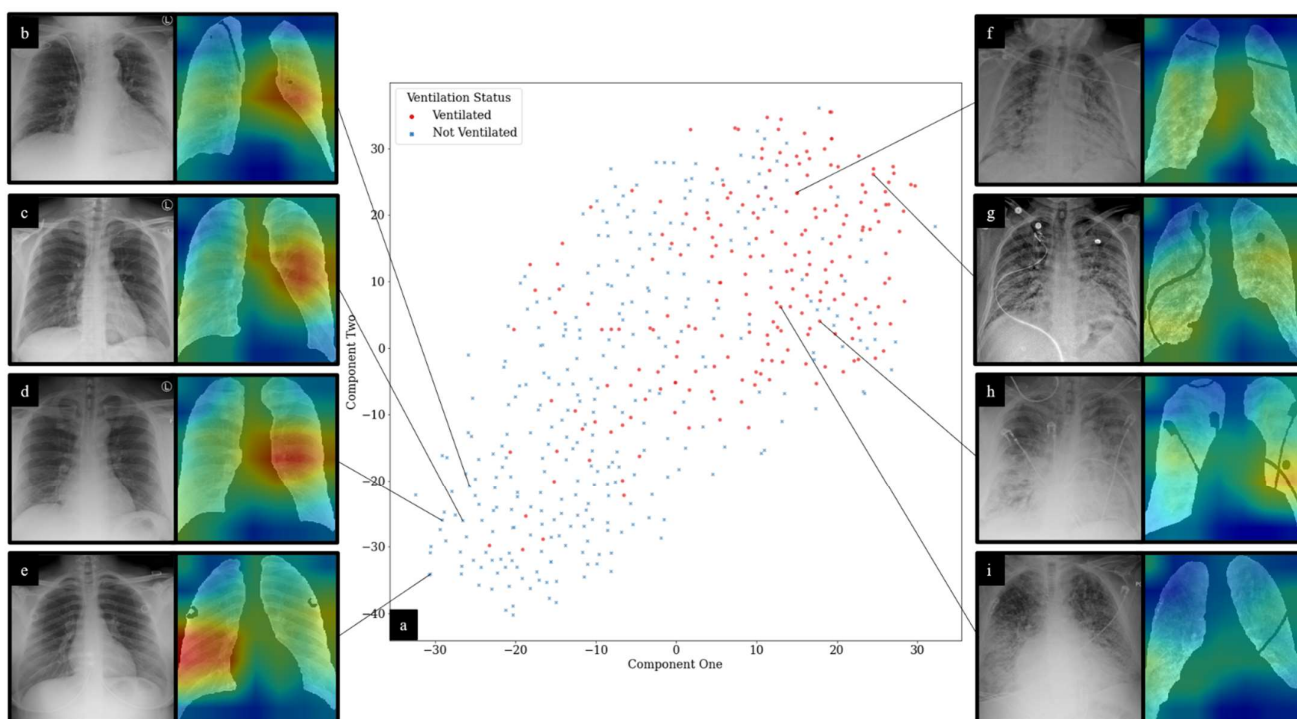 b
c
d
e
f
g
h
i
a
Ventilation Status
Ventilated
Not Ventilated
Component Two
30
20
10
0
−10
−20
−30
−40
−30
−20
−10
0
10
20
30
Component One
L
L
L